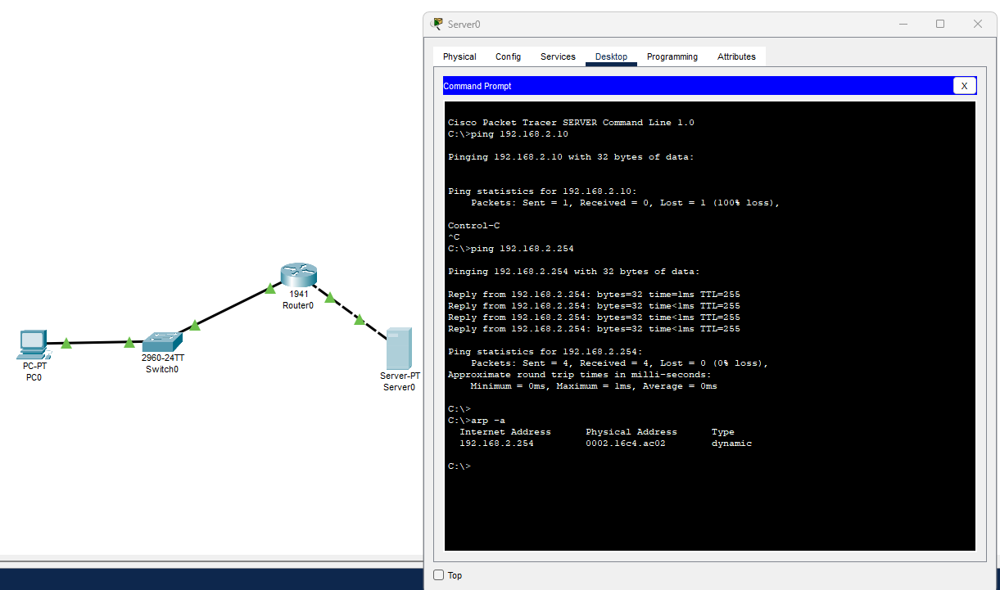 Server0
Physical Config Services Desktop Programming Attributes
Command Prompt X
Cisco Packet Tracer SERVER Command Line 1.0
C:\>ping 192.168.2.10
Pinging 192.168.2.10 with 32 bytes of data:
Ping statistics for 192.168.2.10:
Packets: Sent = 1, Received = 0, Lost = 1 (100% loss),
Control-C
^C
C:\>ping 192.168.2.254
Pinging 192.168.2.254 with 32 bytes of data:
Reply from 192.168.2.254: bytes=32 time=1ms TTL=255
Reply from 192.168.2.254: bytes=32 time<1ms TTL=255
Reply from 192.168.2.254: bytes=32 time<1ms TTL=255
Reply from 192.168.2.254: bytes=32 time<1ms TTL=255
Ping statistics for 192.168.2.254:
Packets: Sent = 4, Received = 4, Lost = 0 (0% loss),
Approximate round trip times in milli-seconds:
Minimum = 0ms, Maximum = 1ms, Average = 0ms
C:\>
C:\>arp -a
Internet Address Physical Address Type
192.168.2.254 0002.16c4.ac02 dynamic
C:\>
Top
1941
Router0
PC-PT
PC0
2960-24TT
Switch0
Server-PT
Server0